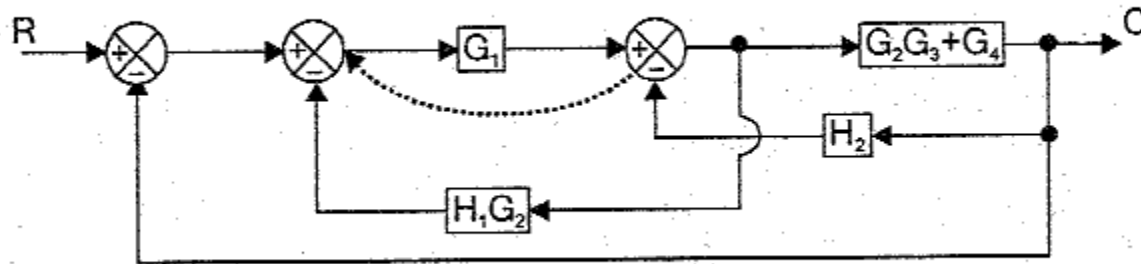 R
+
-
+
-
G₁
+
-
G₂G₃+G₄
C
H₂
H₁G₂